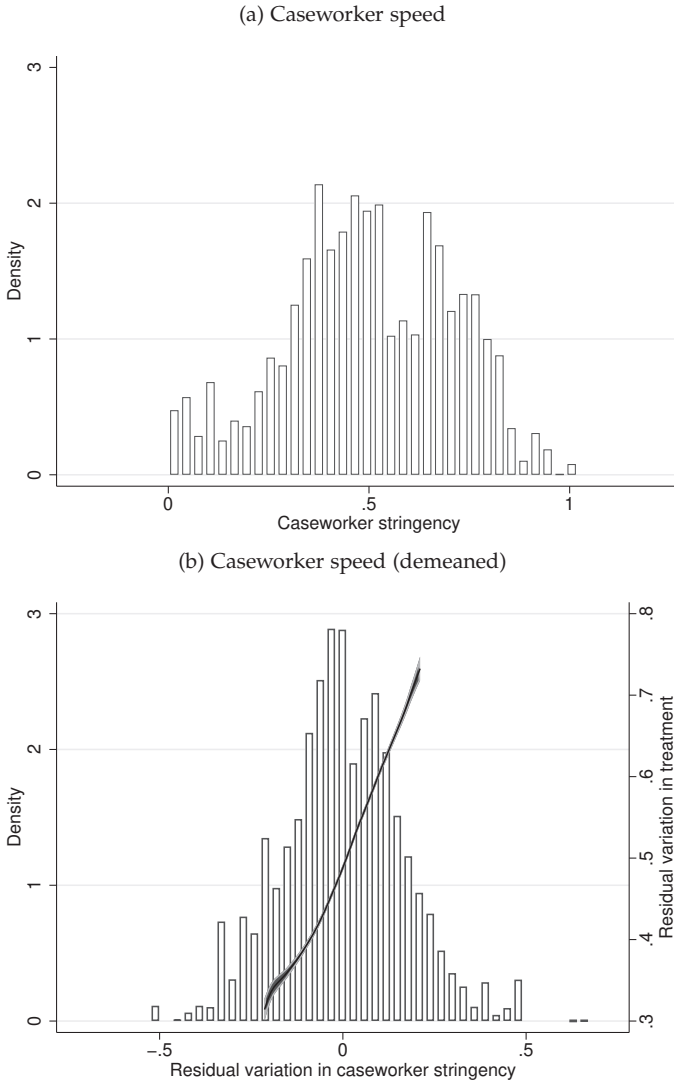 (a) Caseworker speed
3
2
1
0
Density
0
.5
1
Caseworker stringency
(b) Caseworker speed (demeaned)
3
2
1
0
Density
.8
.7
.6
.5
.4
.3
Residual variation in treatment
−.5
0
.5
Residual variation in caseworker stringency